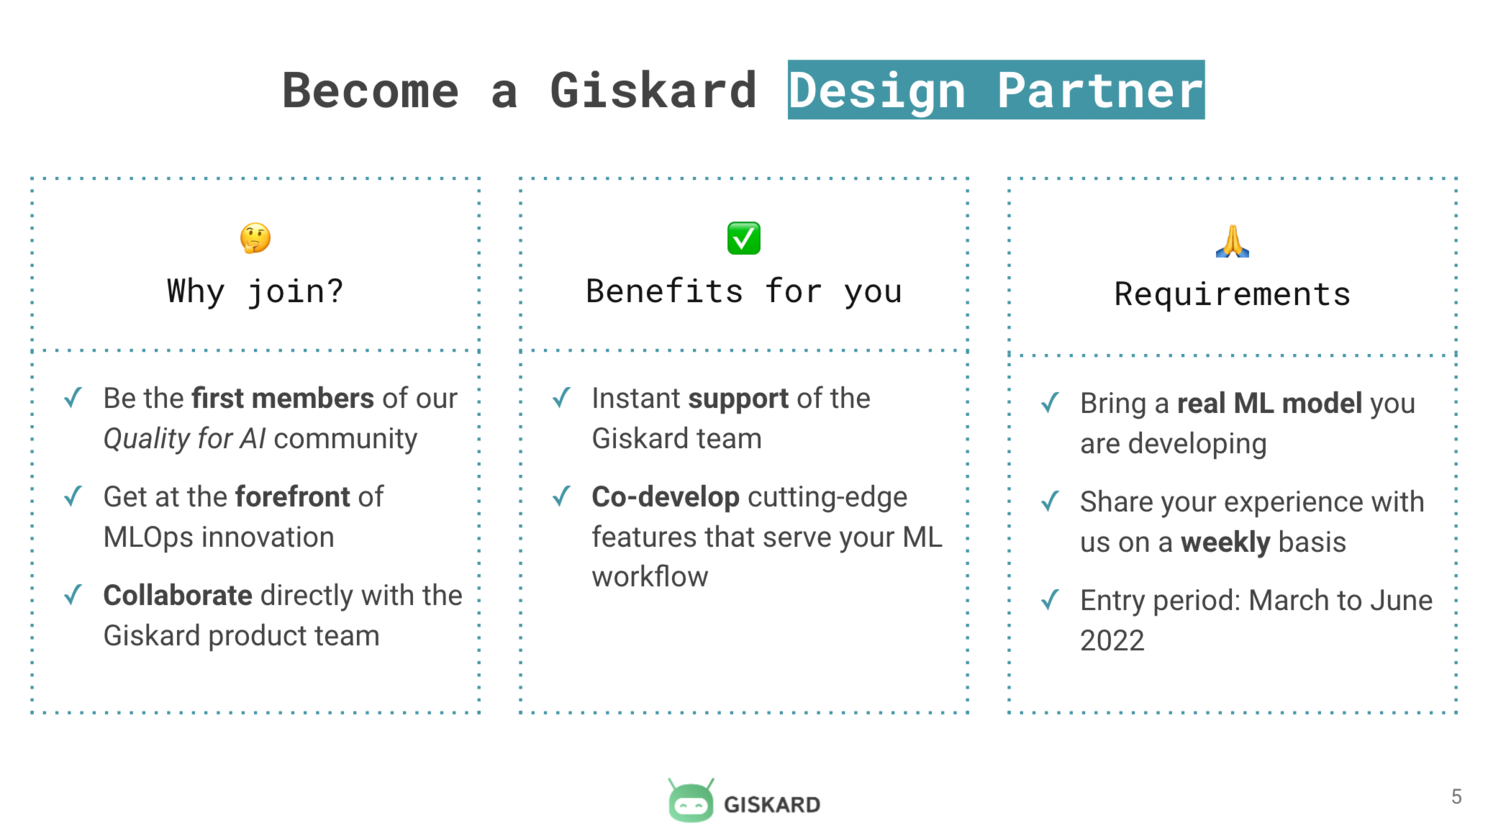 Become a Giskard Design Partner
🤔
Why join?
✓ Be the first members of our
Quality for AI community
✓ Get at the forefront of
MLOps innovation
✓ Collaborate directly with the
Giskard product team
✅
Benefits for you
✓ Instant support of the
Giskard team
✓ Co-develop cutting-edge
features that serve your ML
workflow
🙏
Requirements
✓ Bring a real ML model you
are developing
✓ Share your experience with
us on a weekly basis
✓ Entry period: March to June
2022
GISKARD
5